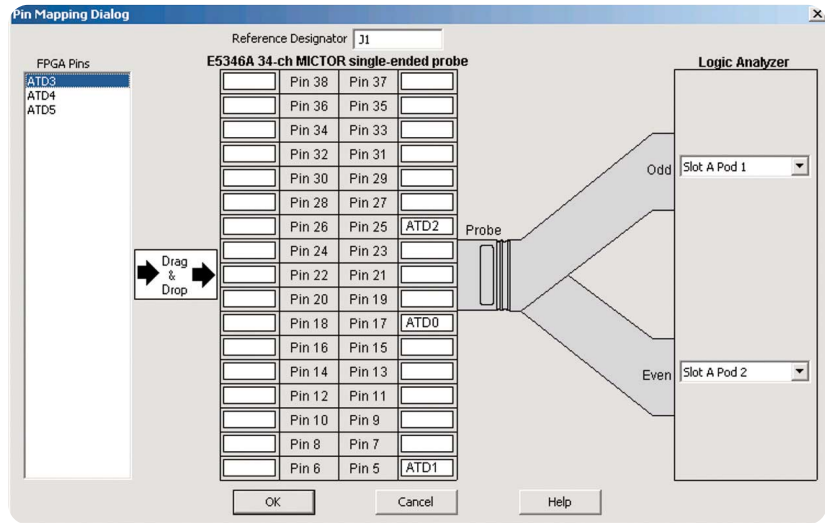 Pin Mapping Dialog
Reference Designator J1
FPGA Pins
E5346A 34-ch MICTOR single-ended probe
Logic Analyzer
ATD3
ATD4
ATD5
Pin 38 Pin 37
Pin 36 Pin 35
Pin 34 Pin 33
Pin 32 Pin 31
Pin 30 Pin 29
Pin 28 Pin 27
Pin 26 Pin 25 ATD2
Pin 24 Pin 23
Pin 22 Pin 21
Pin 20 Pin 19
Pin 18 Pin 17 ATD0
Pin 16 Pin 15
Pin 14 Pin 13
Pin 12 Pin 11
Pin 10 Pin 9
Pin 8 Pin 7
Pin 6 Pin 5 ATD1
Drag
&
Drop
Probe
Odd Slot A Pod 1
Even Slot A Pod 2
OK Cancel Help